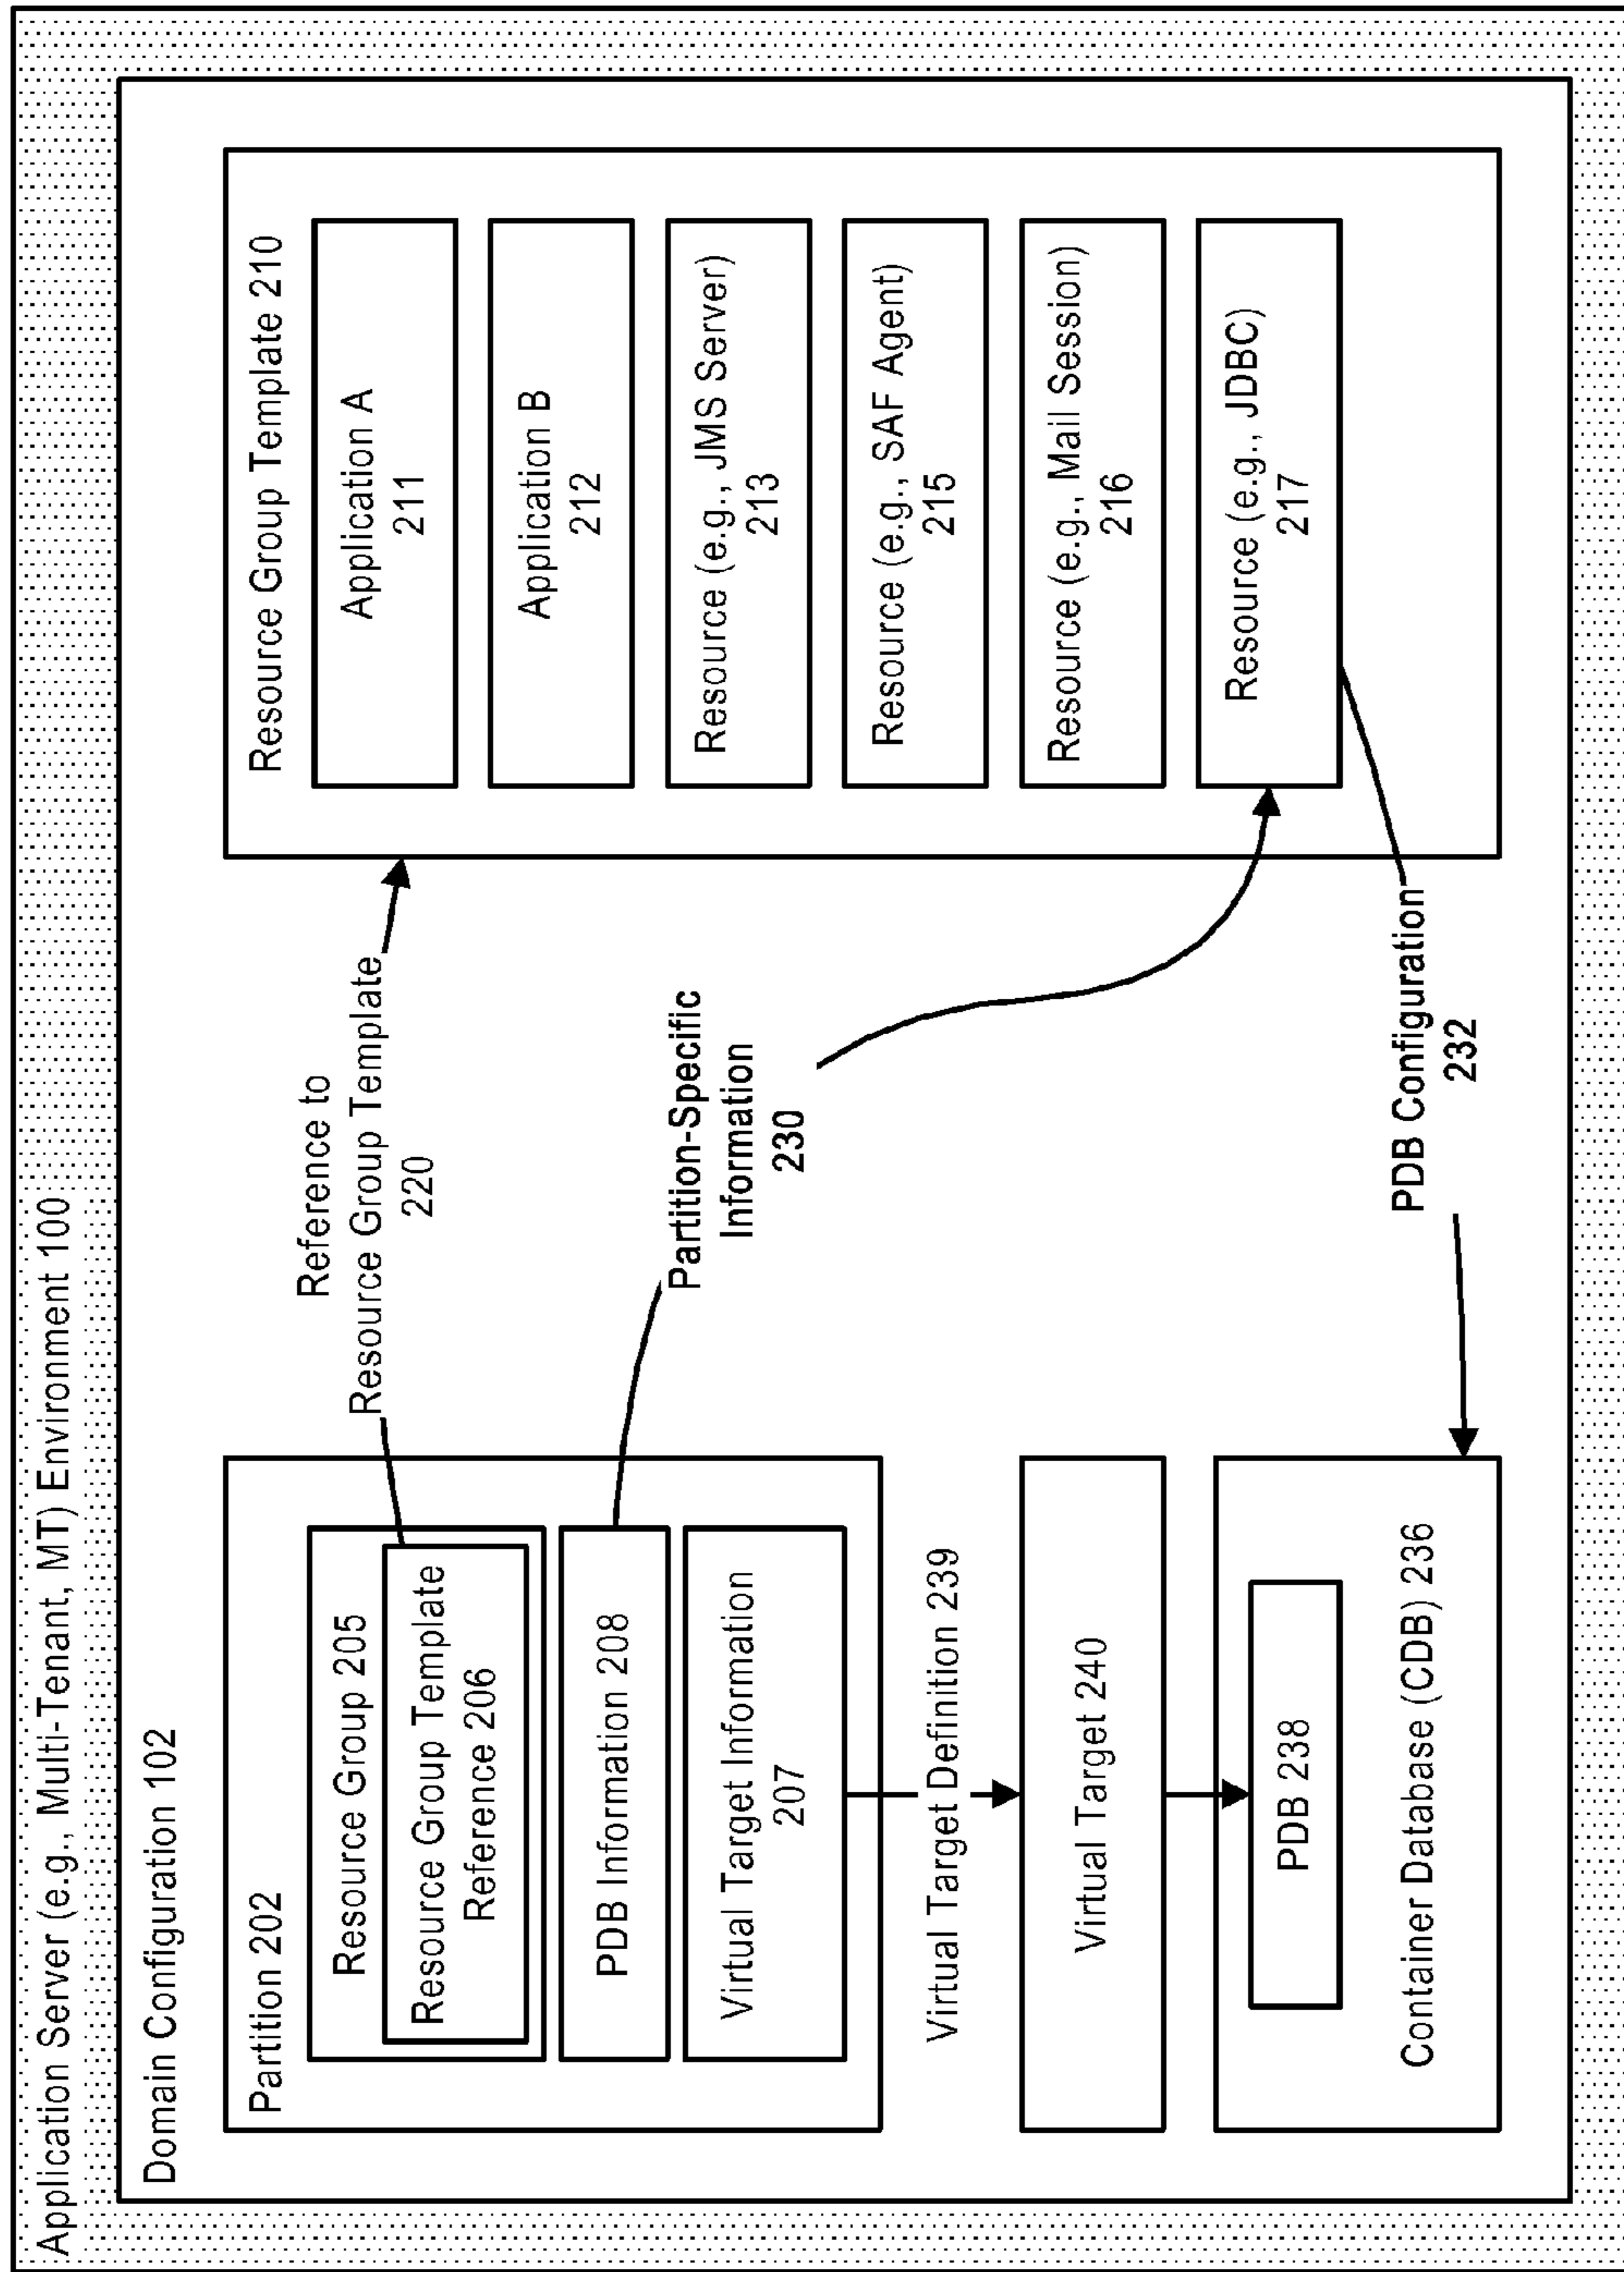 Application Server (e.g., Multi-Tenant, MT) Environment 100
Domain Configuration 102
Partition 202
Resource Group 205
Resource Group Template
Reference 206
PDB Information 208
Virtual Target Information
207
Virtual Target Definition 239
Virtual Target 240
PDB 238
Container Database (CDB) 236
Reference to
Resource Group Template
220
Partition-Specific
Information
230
PDB Configuration
232
Resource Group Template 210
Application A
211
Application B
212
Resource (e.g., JMS Server)
213
Resource (e.g., SAF Agent)
215
Resource (e.g., Mail Session)
216
Resource (e.g., JDBC)
217